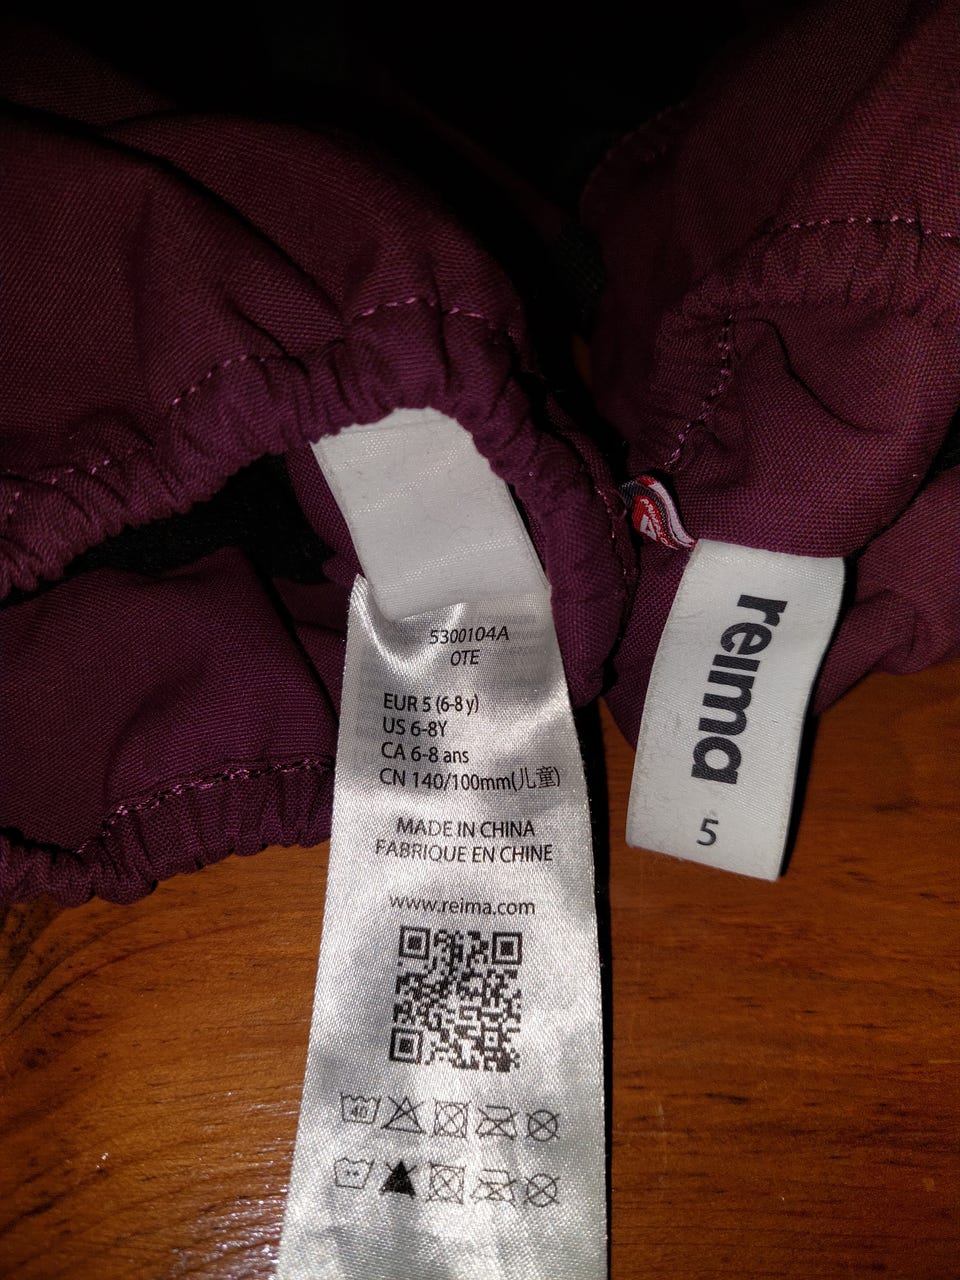 5300104A
OTE
EUR 5 (6-8 y)
US 6-8Y
CA 6-8 ans
CN 140/100mm(儿童)
MADE IN CHINA
FABRIQUE EN CHINE
www.reima.com
40
reima
5